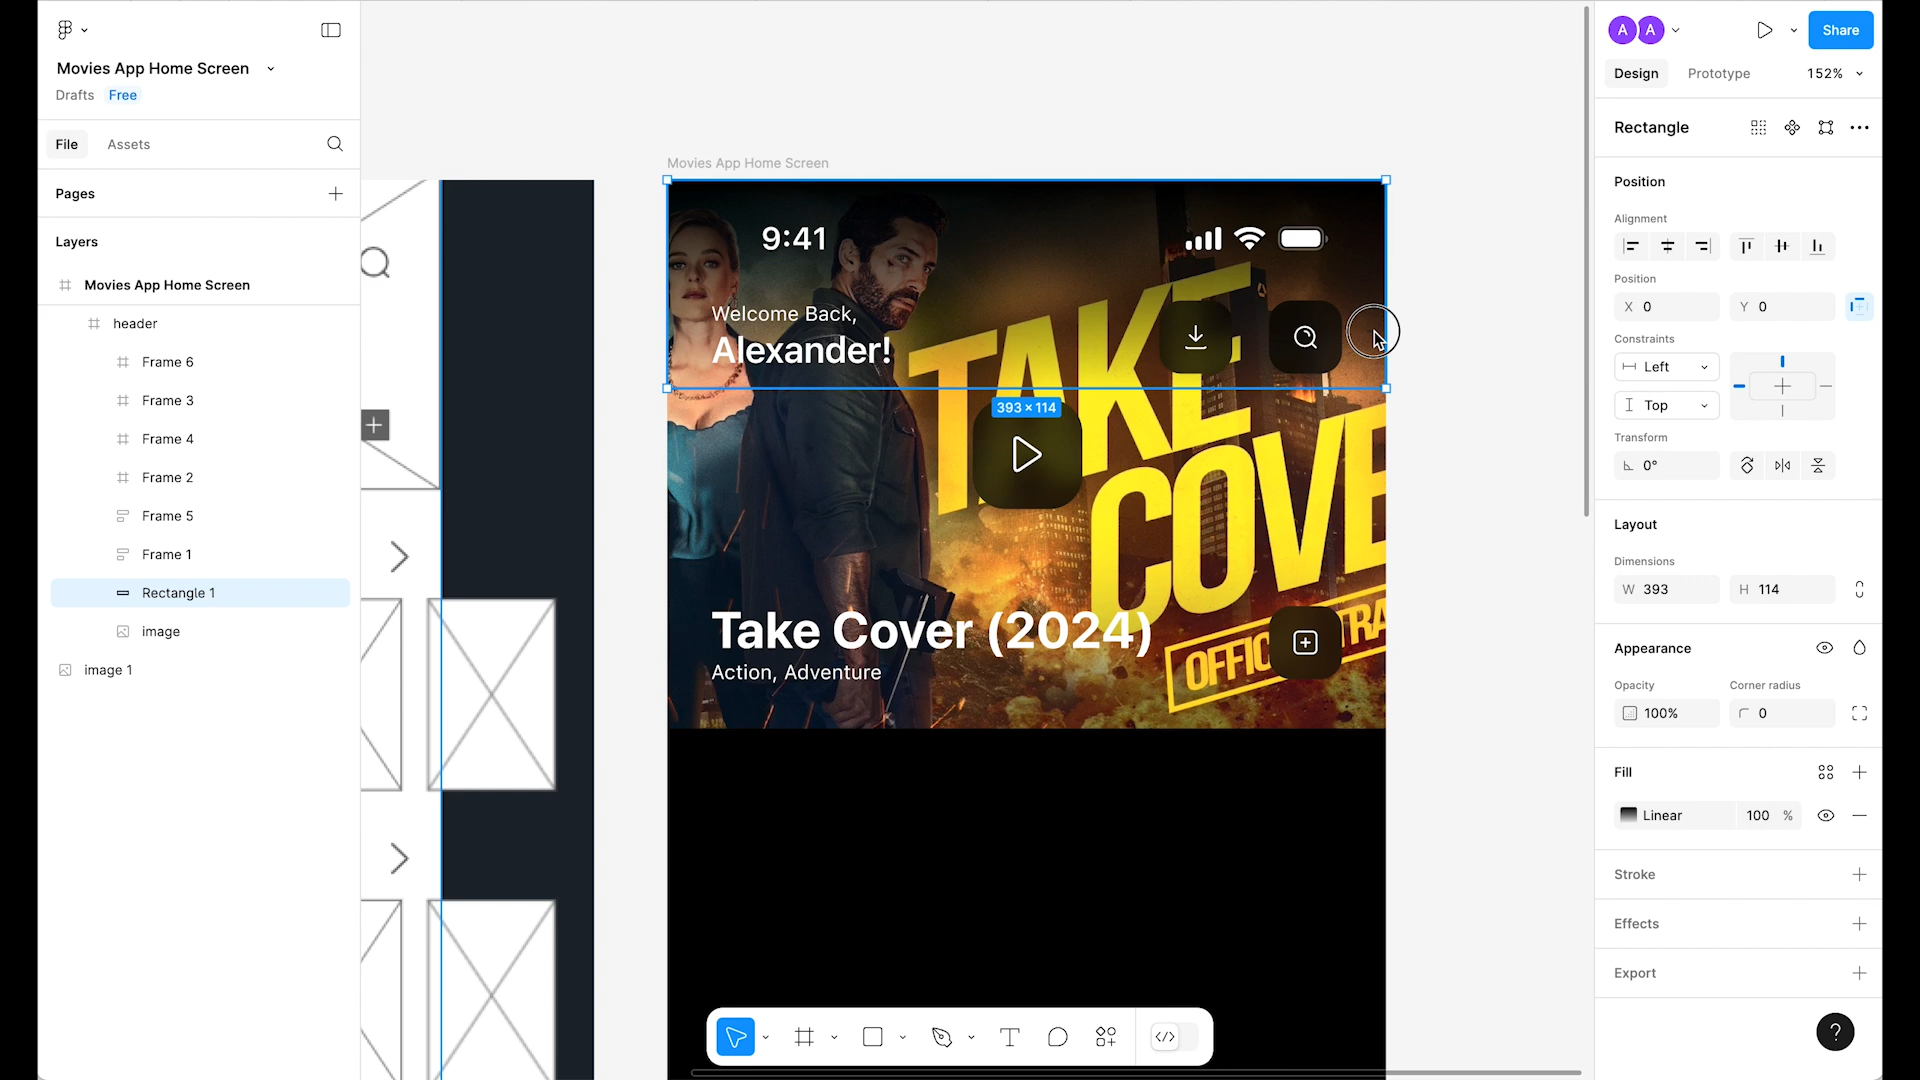 Movies App Home Screen
Drafts Free
File Assets
Pages
Layers
Movies App Home Screen
header
Frame 6
Frame 3
Frame 4
Frame 2
Frame 5
Frame 1
Rectangle 1
image
image 1
Movies App Home Screen
9:41
Welcome Back,
Alexander!
TAKE
COVE
393 × 114
Take Cover (2024)
Action, Adventure
A A
Share
Design Prototype 152%
Rectangle
Position
Alignment
Position
X 0 Y 0
Constraints
Left
Top
Transform
0°
Layout
Dimensions
W 393 H 114
Appearance
Opacity Corner radius
100% 0
Fill
Linear 100 %
Stroke
Effects
Export
?